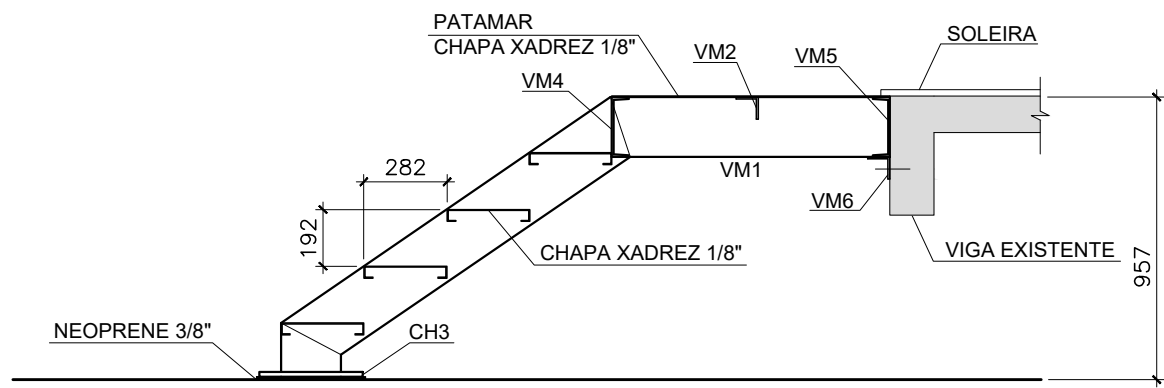 PATAMAR
CHAPA XADREZ 1/8"
SOLEIRA
VM2
VM5
VM4
VM1
282
VM6
192
CHAPA XADREZ 1/8"
VIGA EXISTENTE
957
NEOPRENE 3/8"
CH3